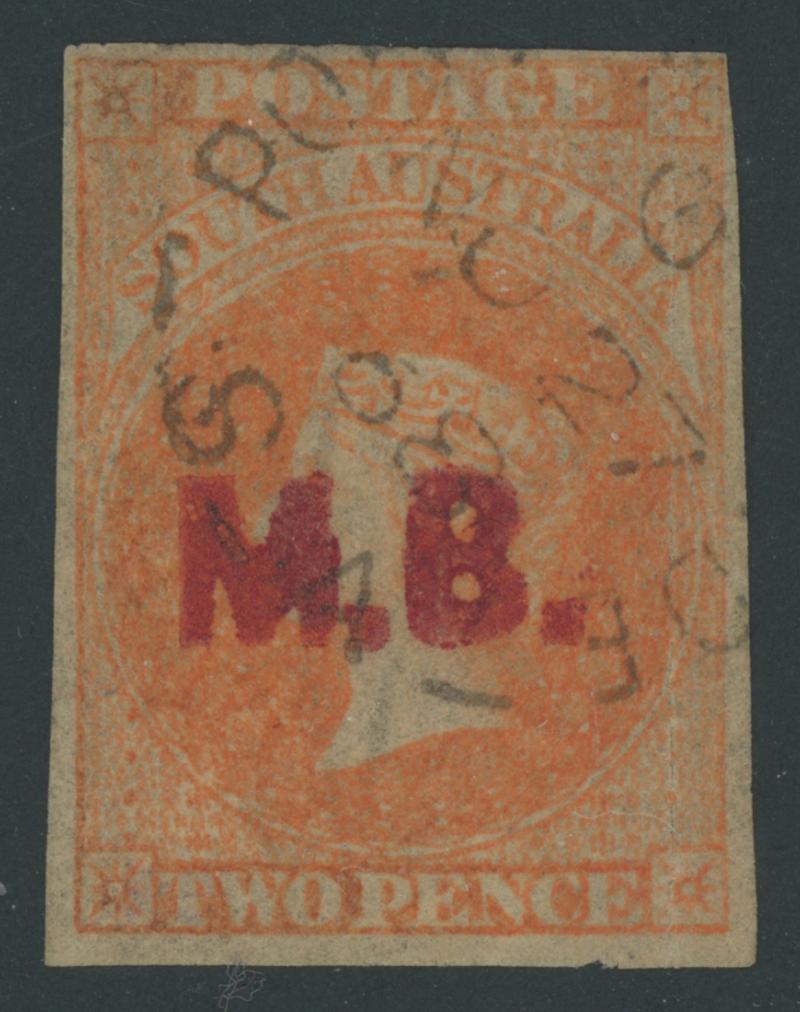 POSTAGE
SOUTH AUSTRALIA
M.B.
TWO PENCE